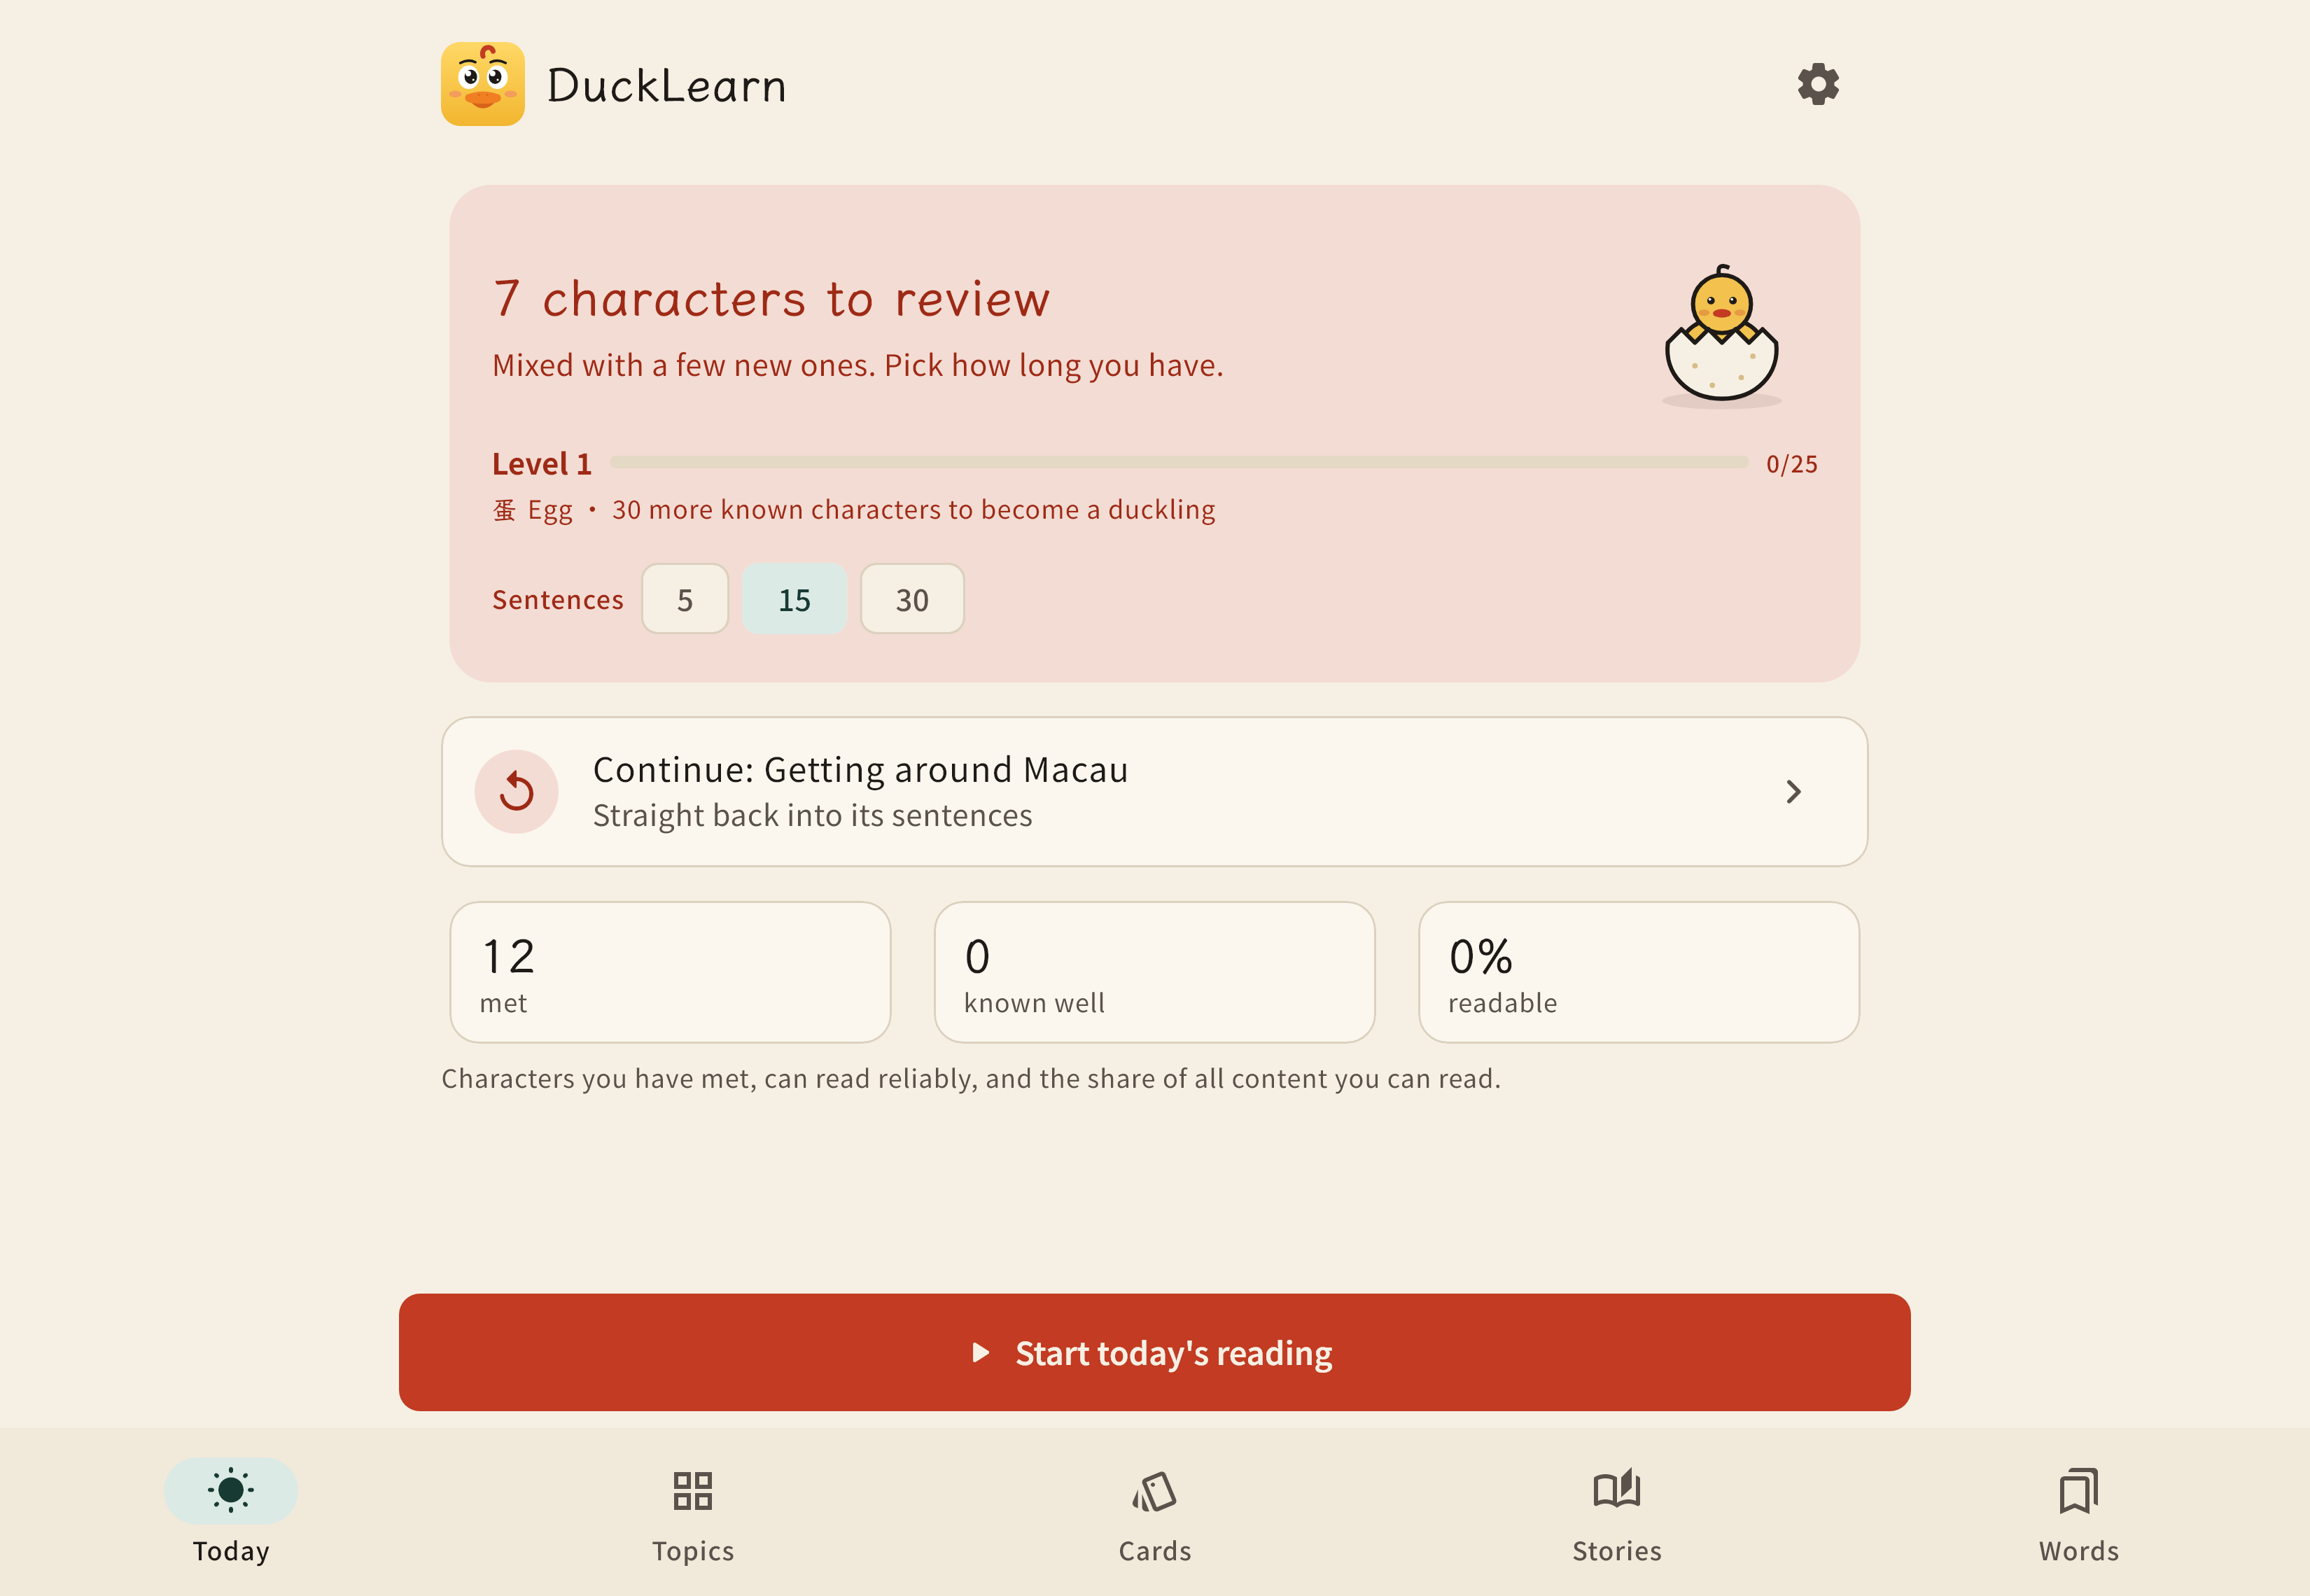 DuckLearn
7 characters to review
Mixed with a few new ones. Pick how long you have.
Level 1
0/25
蛋 Egg · 30 more known characters to become a duckling
Sentences
5
15
30
Continue: Getting around Macau
Straight back into its sentences
12
met
0
known well
0%
readable
Characters you have met, can read reliably, and the share of all content you can read.
Start today's reading
Today
Topics
Cards
Stories
Words